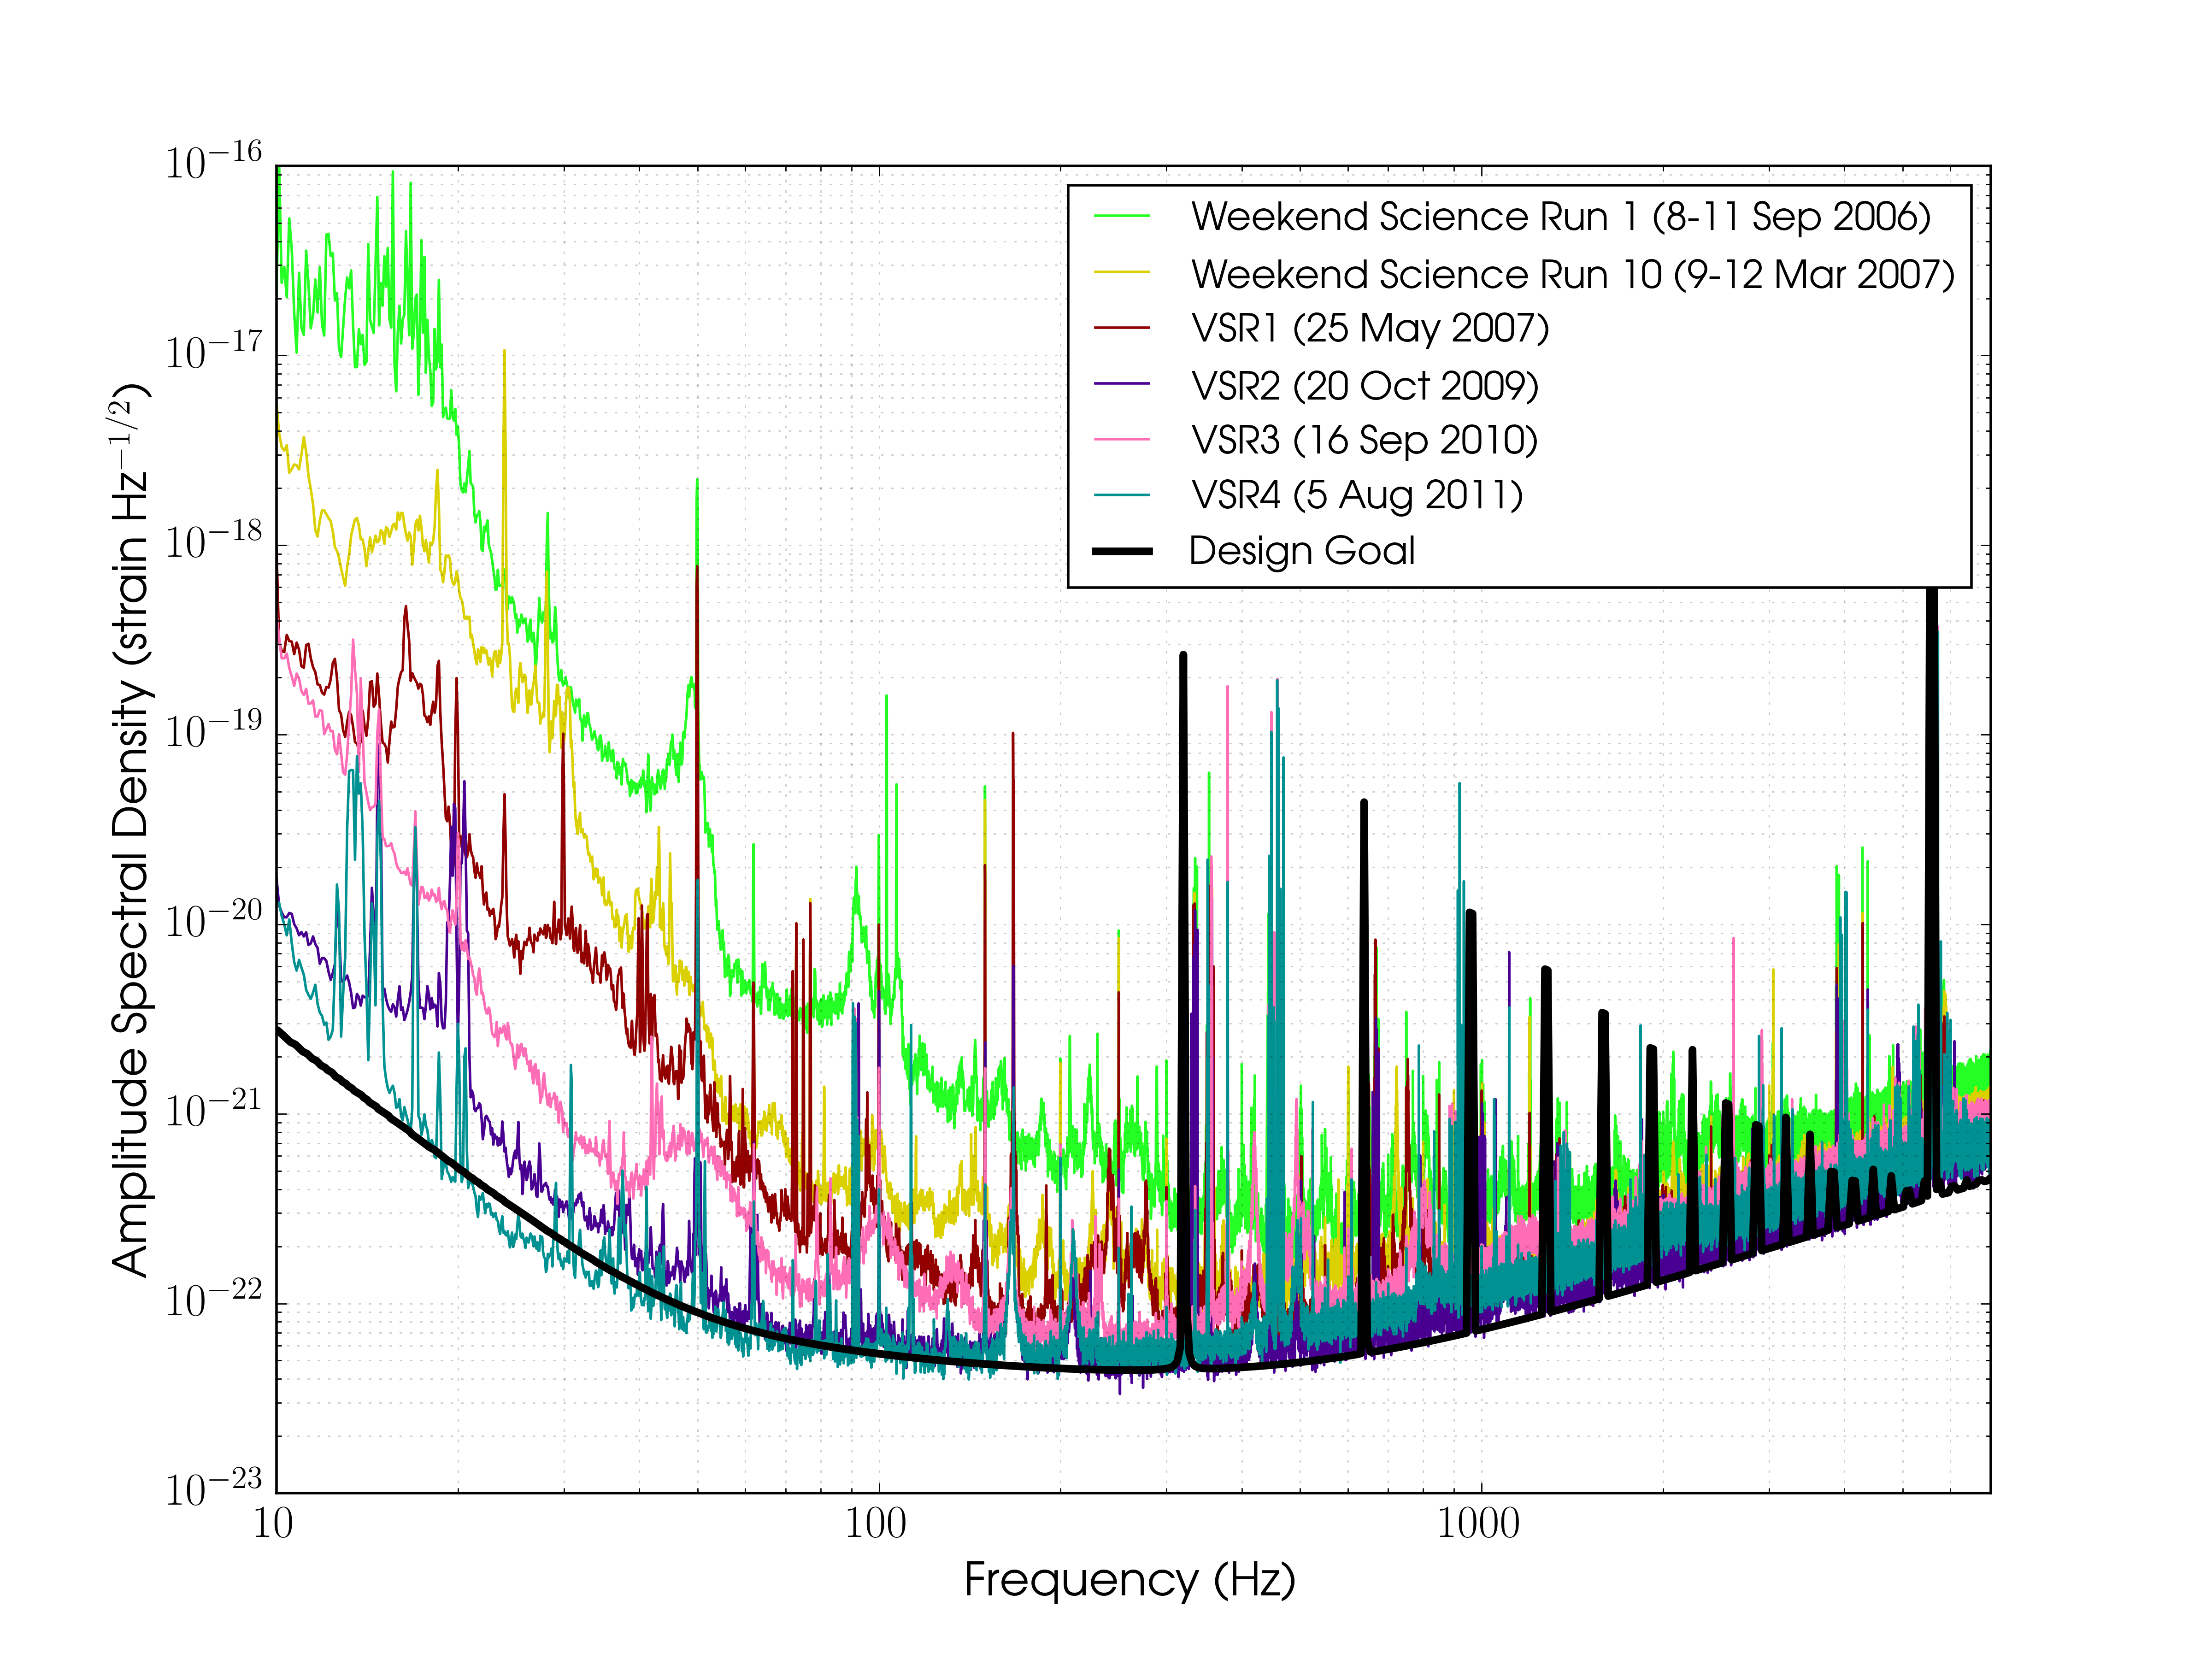 Amplitude Spectral Density (strain Hz^{-1/2})
10^{-16}
10^{-17}
10^{-18}
10^{-19}
10^{-20}
10^{-21}
10^{-22}
10^{-23}
Weekend Science Run 1 (8-11 Sep 2006)
Weekend Science Run 10 (9-12 Mar 2007)
VSR1 (25 May 2007)
VSR2 (20 Oct 2009)
VSR3 (16 Sep 2010)
VSR4 (5 Aug 2011)
Design Goal
10 100 1000
Frequency (Hz)